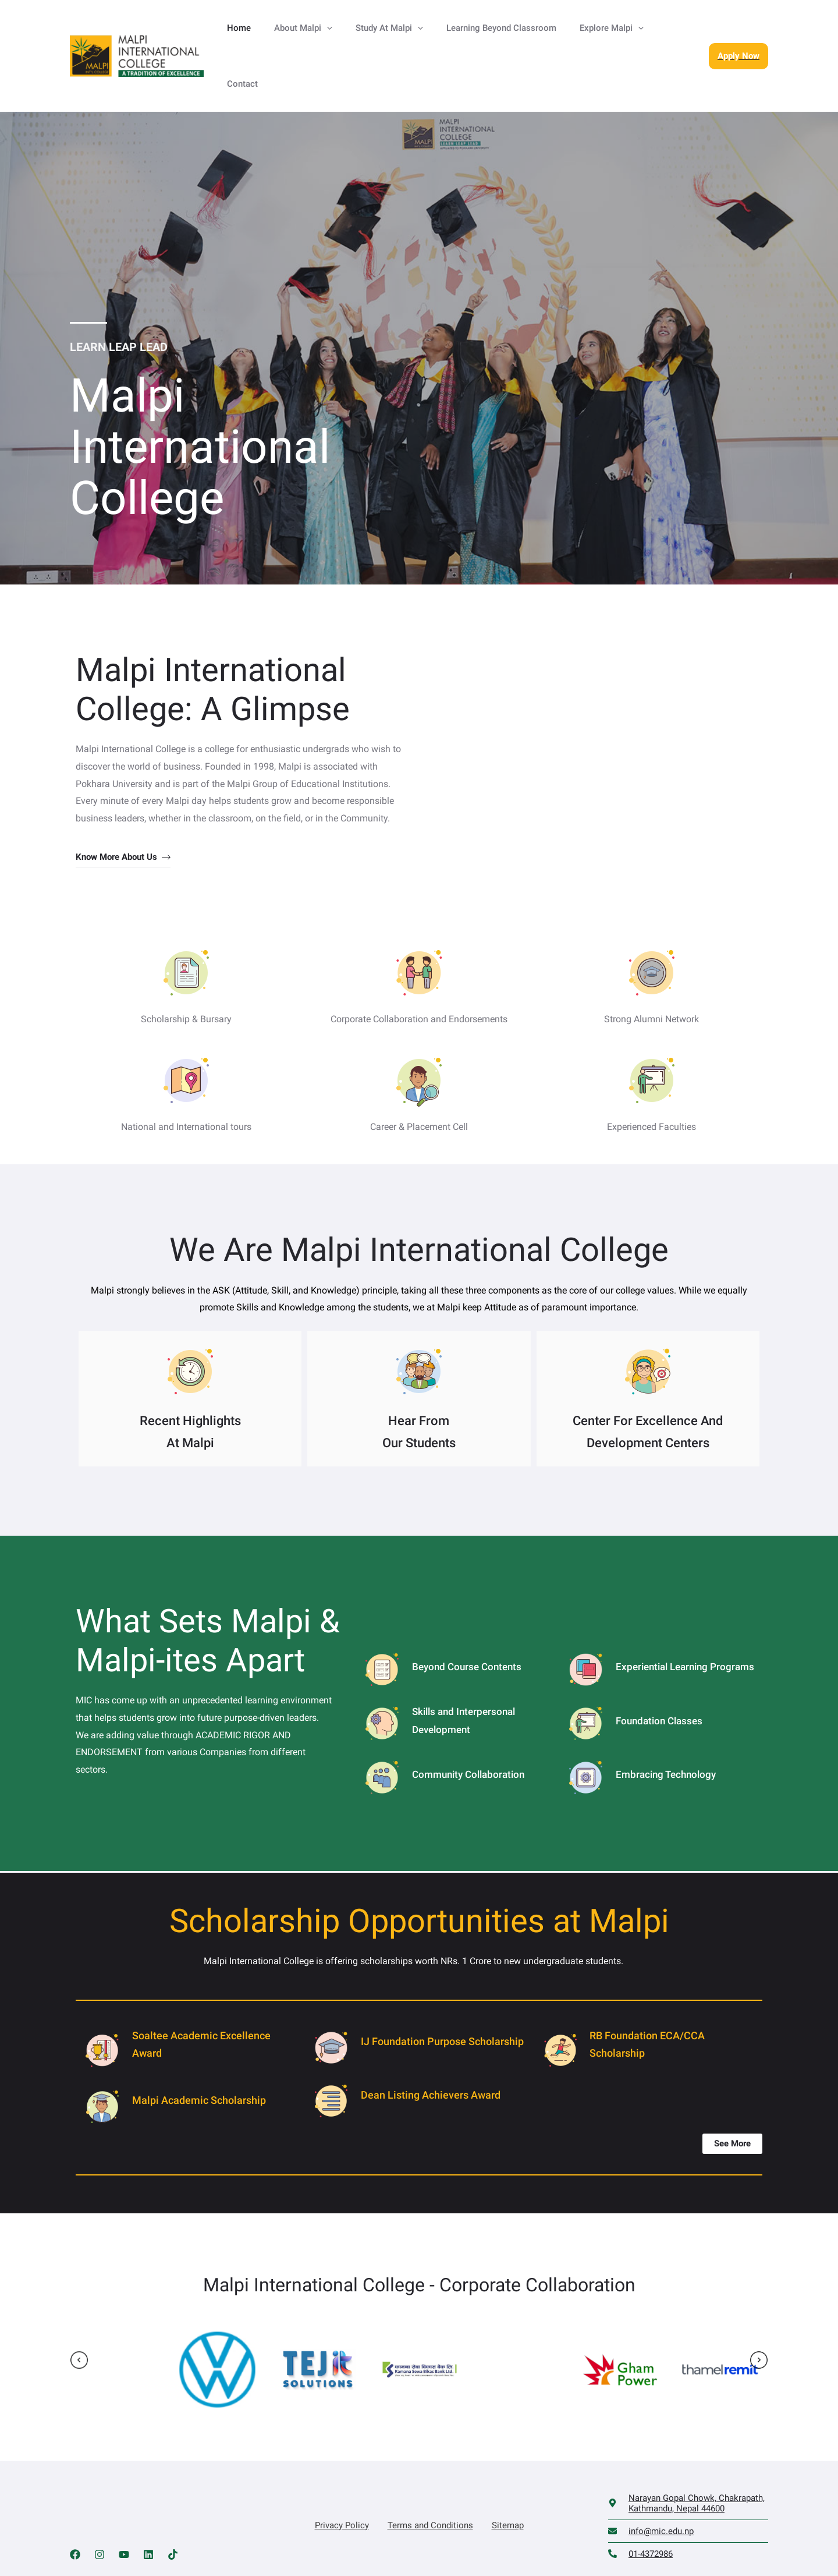 MALPI
INTERNATIONAL
COLLEGE
A TRADITION OF EXCELLENCE
Home
About Malpi
Study At Malpi
Learning Beyond Classroom
Explore Malpi
Contact
Apply Now
MALPI
INTERNATIONAL
COLLEGE
LEARN LEAP LEAD
LEARN LEAP LEAD
Malpi
International
College
Malpi International
College: A Glimpse
Malpi International College is a college for enthusiastic undergrads who wish to
discover the world of business. Founded in 1998, Malpi is associated with
Pokhara University and is part of the Malpi Group of Educational Institutions.
Every minute of every Malpi day helps students grow and become responsible
business leaders, whether in the classroom, on the field, or in the Community.
Know More About Us
Scholarship & Bursary
Corporate Collaboration and Endorsements
Strong Alumni Network
National and International tours
Career & Placement Cell
Experienced Faculties
We Are Malpi International College
Malpi strongly believes in the ASK (Attitude, Skill, and Knowledge) principle, taking all these three components as the core of our college values. While we equally
promote Skills and Knowledge among the students, we at Malpi keep Attitude as of paramount importance.
Recent Highlights
At Malpi
Hear From
Our Students
Center For Excellence And
Development Centers
What Sets Malpi &
Malpi-ites Apart
MIC has come up with an unprecedented learning environment
that helps students grow into future purpose-driven leaders.
We are adding value through ACADEMIC RIGOR AND
ENDORSEMENT from various Companies from different
sectors.
Beyond Course Contents
Experiential Learning Programs
Skills and Interpersonal
Development
Foundation Classes
Community Collaboration
Embracing Technology
Scholarship Opportunities at Malpi
Malpi International College is offering scholarships worth NRs. 1 Crore to new undergraduate students.
Soaltee Academic Excellence
Award
IJ Foundation Purpose Scholarship
RB Foundation ECA/CCA
Scholarship
Malpi Academic Scholarship
Dean Listing Achievers Award
See More
Malpi International College - Corporate Collaboration
TEJ it
SOLUTIONS
Gham
Power
thamelremit
Privacy Policy
Terms and Conditions
Sitemap
Narayan Gopal Chowk, Chakrapath,
Kathmandu, Nepal 44600
info@mic.edu.np
01-4372986